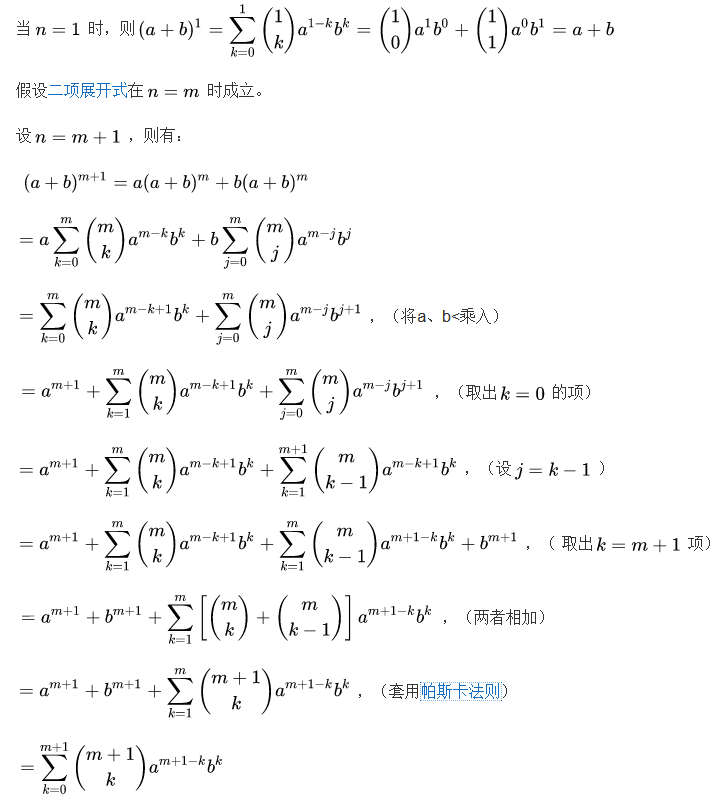 当 n = 1 时，则 (a + b)^1 = \sum_{k=0}^{1} \binom{1}{k} a^{1-k} b^k = \binom{1}{0} a^1 b^0 + \binom{1}{1} a^0 b^1 = a + b
假设二项展开式在 n = m 时成立。
设 n = m + 1 ，则有：
(a + b)^{m+1} = a(a + b)^m + b(a + b)^m
= a \sum_{k=0}^{m} \binom{m}{k} a^{m-k} b^k + b \sum_{j=0}^{m} \binom{m}{j} a^{m-j} b^j
= \sum_{k=0}^{m} \binom{m}{k} a^{m-k+1} b^k + \sum_{j=0}^{m} \binom{m}{j} a^{m-j} b^{j+1} ，（将a、b<乘入）
= a^{m+1} + \sum_{k=1}^{m} \binom{m}{k} a^{m-k+1} b^k + \sum_{j=0}^{m} \binom{m}{j} a^{m-j} b^{j+1} ，（取出 k = 0 的项）
= a^{m+1} + \sum_{k=1}^{m} \binom{m}{k} a^{m-k+1} b^k + \sum_{k=1}^{m+1} \binom{m}{k-1} a^{m-k+1} b^k ，（设 j = k − 1 ）
= a^{m+1} + \sum_{k=1}^{m} \binom{m}{k} a^{m-k+1} b^k + \sum_{k=1}^{m} \binom{m}{k-1} a^{m+1-k} b^k + b^{m+1} ，（ 取出 k = m + 1 项）
= a^{m+1} + b^{m+1} + \sum_{k=1}^{m} \left[ \binom{m}{k} + \binom{m}{k-1} \right] a^{m+1-k} b^k ，（两者相加）
= a^{m+1} + b^{m+1} + \sum_{k=1}^{m} \binom{m+1}{k} a^{m+1-k} b^k ，（套用帕斯卡法则）
= \sum_{k=0}^{m+1} \binom{m+1}{k} a^{m+1-k} b^k